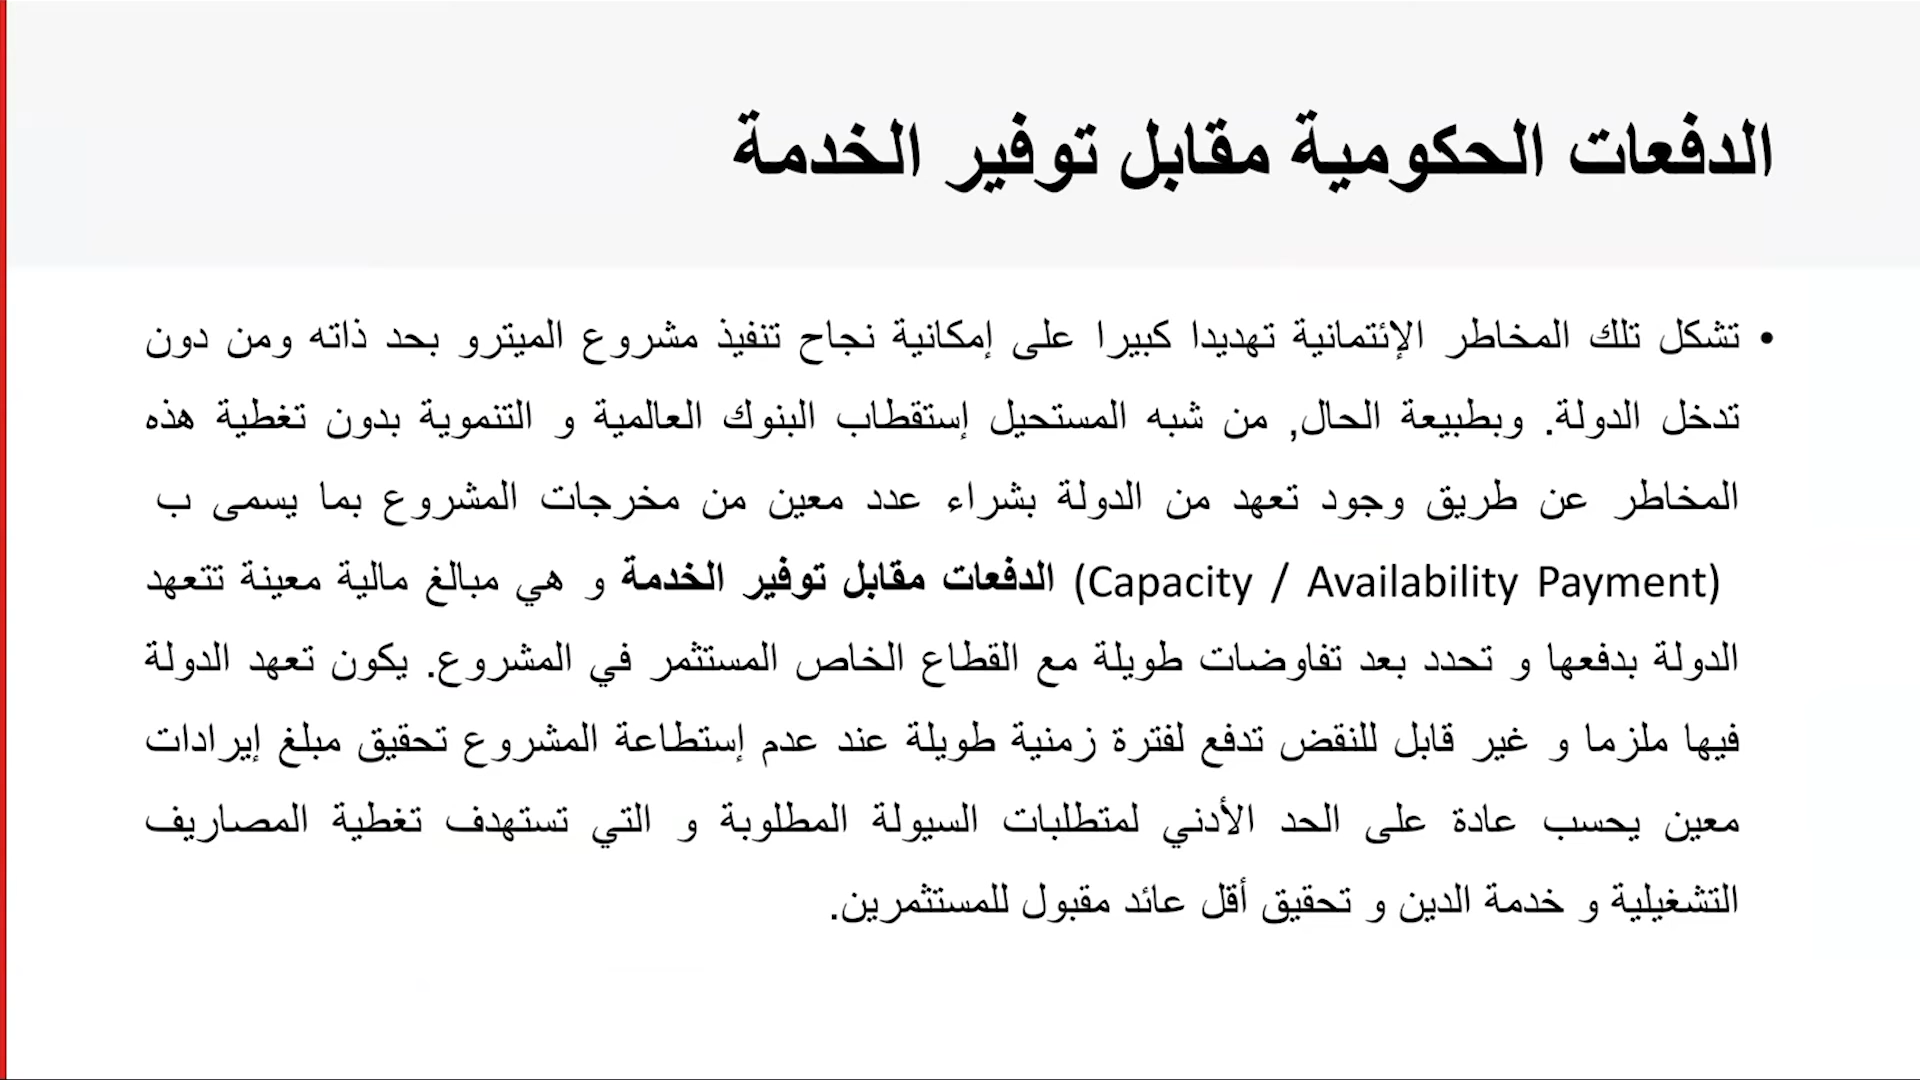 الدفعات الحكومية مقابل توفير الخدمة
• تشكل تلك المخاطر الإئتمانية تهديدا كبيرا على إمكانية نجاح تنفيذ مشروع الميترو بحد ذاته ومن دون
تدخل الدولة. وبطبيعة الحال, من شبه المستحيل إستقطاب البنوك العالمية و التنموية بدون تغطية هذه
المخاطر عن طريق وجود تعهد من الدولة بشراء عدد معين من مخرجات المشروع بما يسمى ب
(Capacity / Availability Payment) الدفعات مقابل توفير الخدمة و هي مبالغ مالية معينة تتعهد
الدولة بدفعها و تحدد بعد تفاوضات طويلة مع القطاع الخاص المستثمر في المشروع. يكون تعهد الدولة
فيها ملزما و غير قابل للنقض تدفع لفترة زمنية طويلة عند عدم إستطاعة المشروع تحقيق مبلغ إيرادات
معين يحسب عادة على الحد الأدني لمتطلبات السيولة المطلوبة و التي تستهدف تغطية المصاريف
التشغيلية و خدمة الدين و تحقيق أقل عائد مقبول للمستثمرين.